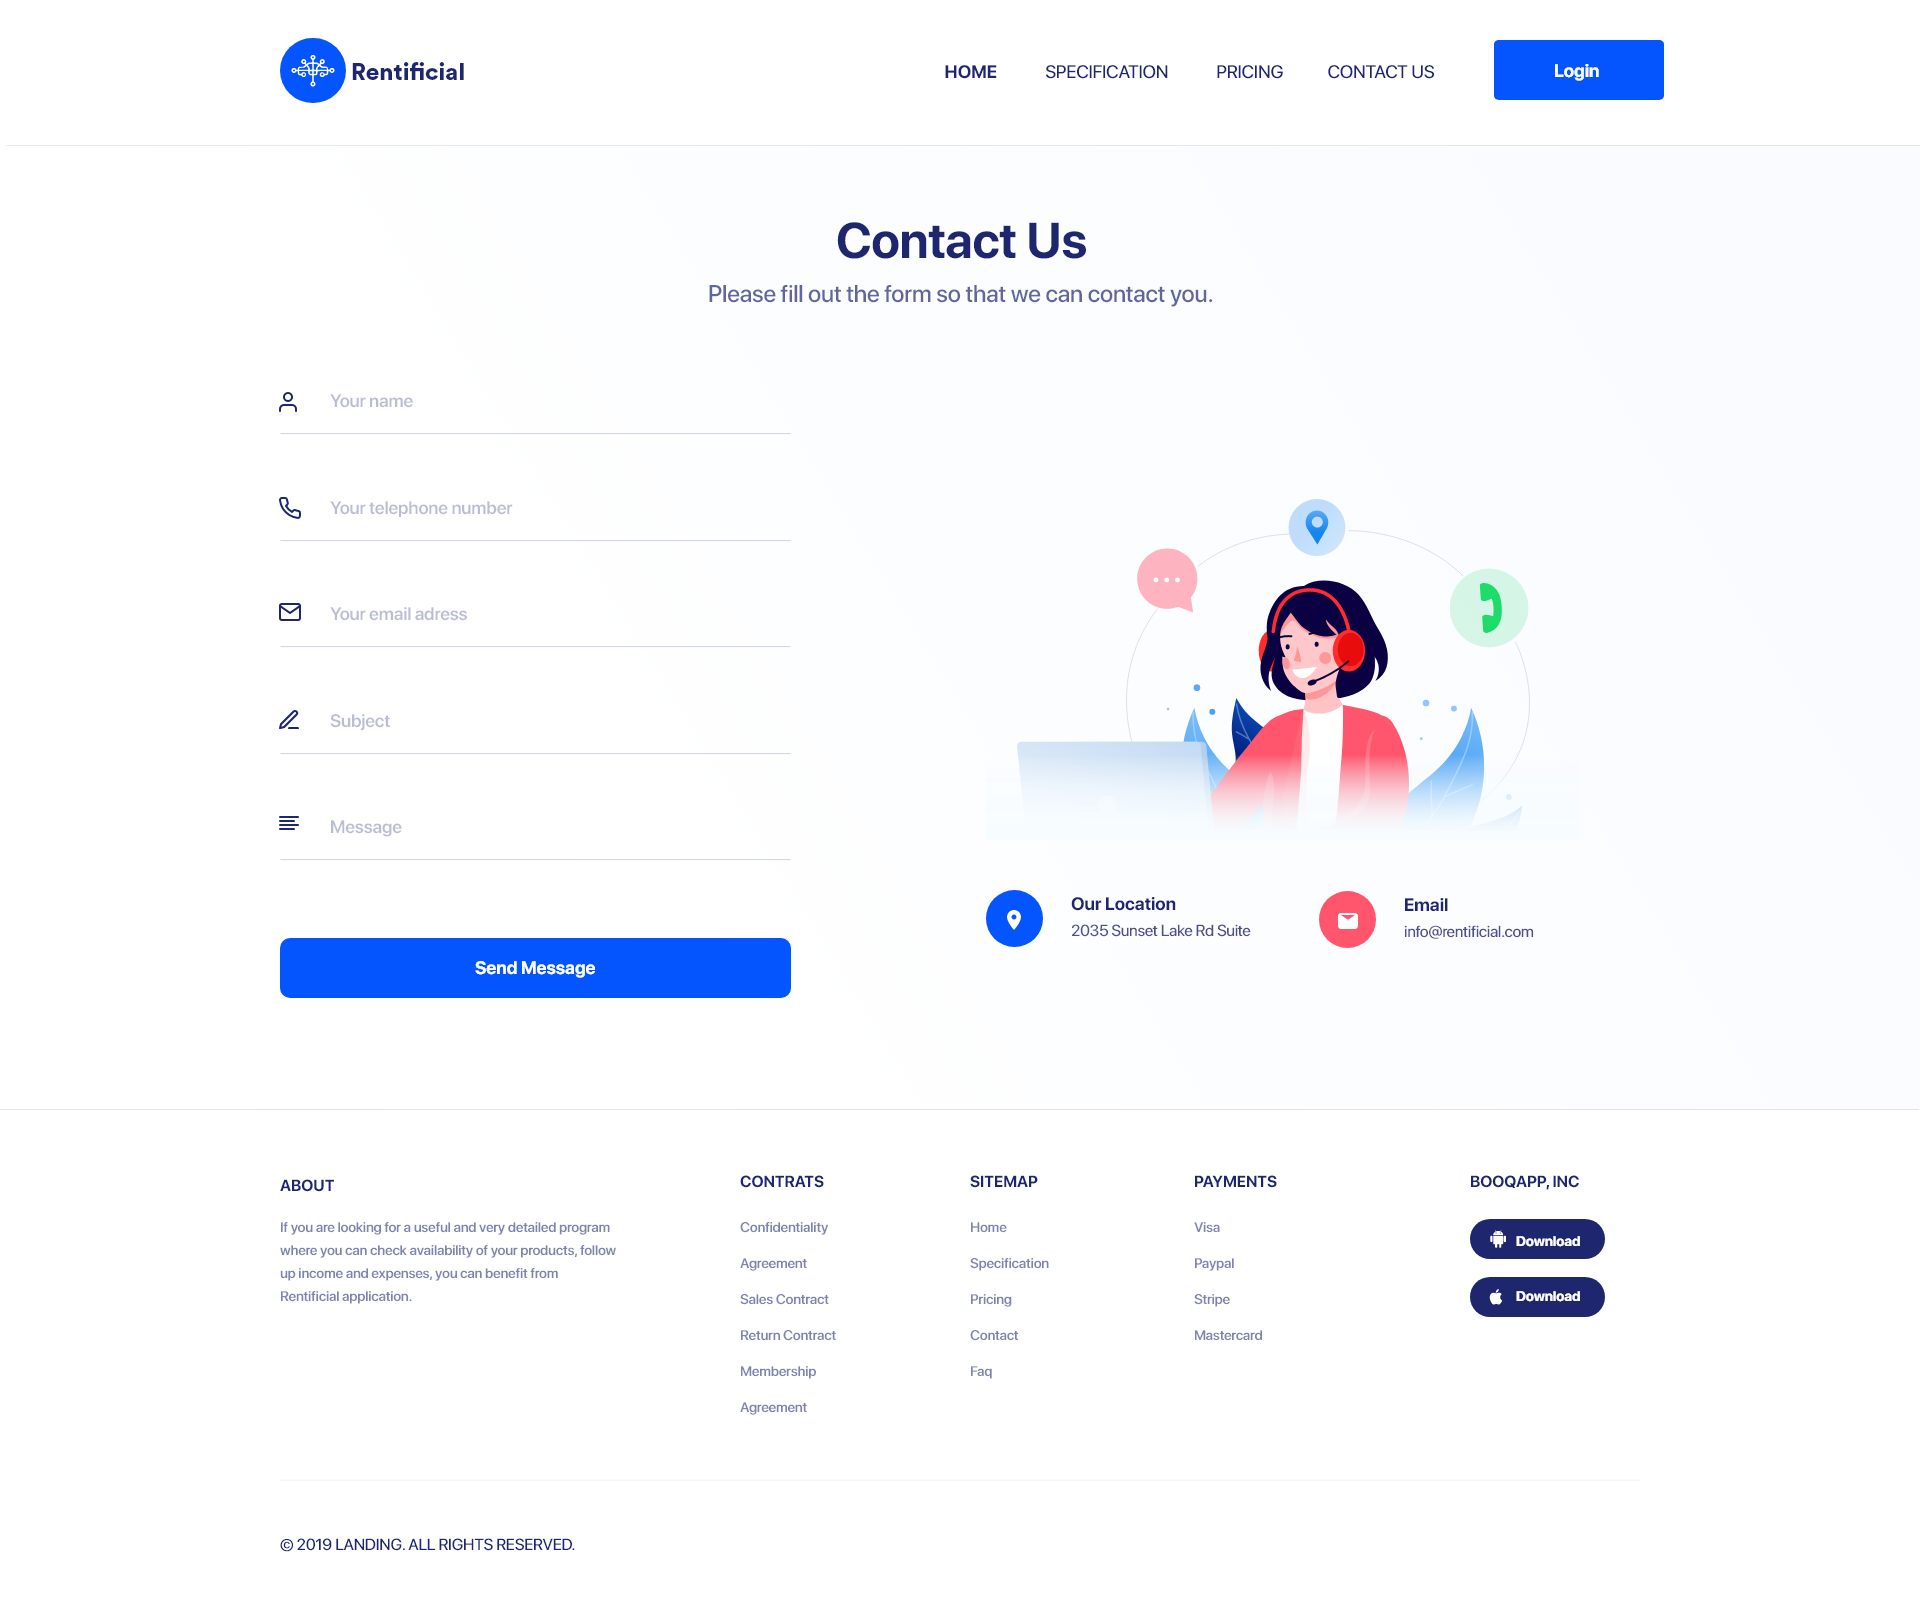 Rentificial
HOME
SPECIFICATION
PRICING
CONTACT US
Login
Contact Us
Please fill out the form so that we can contact you.
Your name
Your telephone number
Your email adress
Subject
Message
Send Message
Our Location
2035 Sunset Lake Rd Suite
Email
info@rentificial.com
ABOUT
If you are looking for a useful and very detailed program
where you can check availability of your products, follow
up income and expenses, you can benefit from
Rentificial application.
CONTRATS
Confidentiality
Agreement
Sales Contract
Return Contract
Membership
Agreement
SITEMAP
Home
Specification
Pricing
Contact
Faq
PAYMENTS
Visa
Paypal
Stripe
Mastercard
BOOQAPP, INC
Download
Download
© 2019 LANDING. ALL RIGHTS RESERVED.